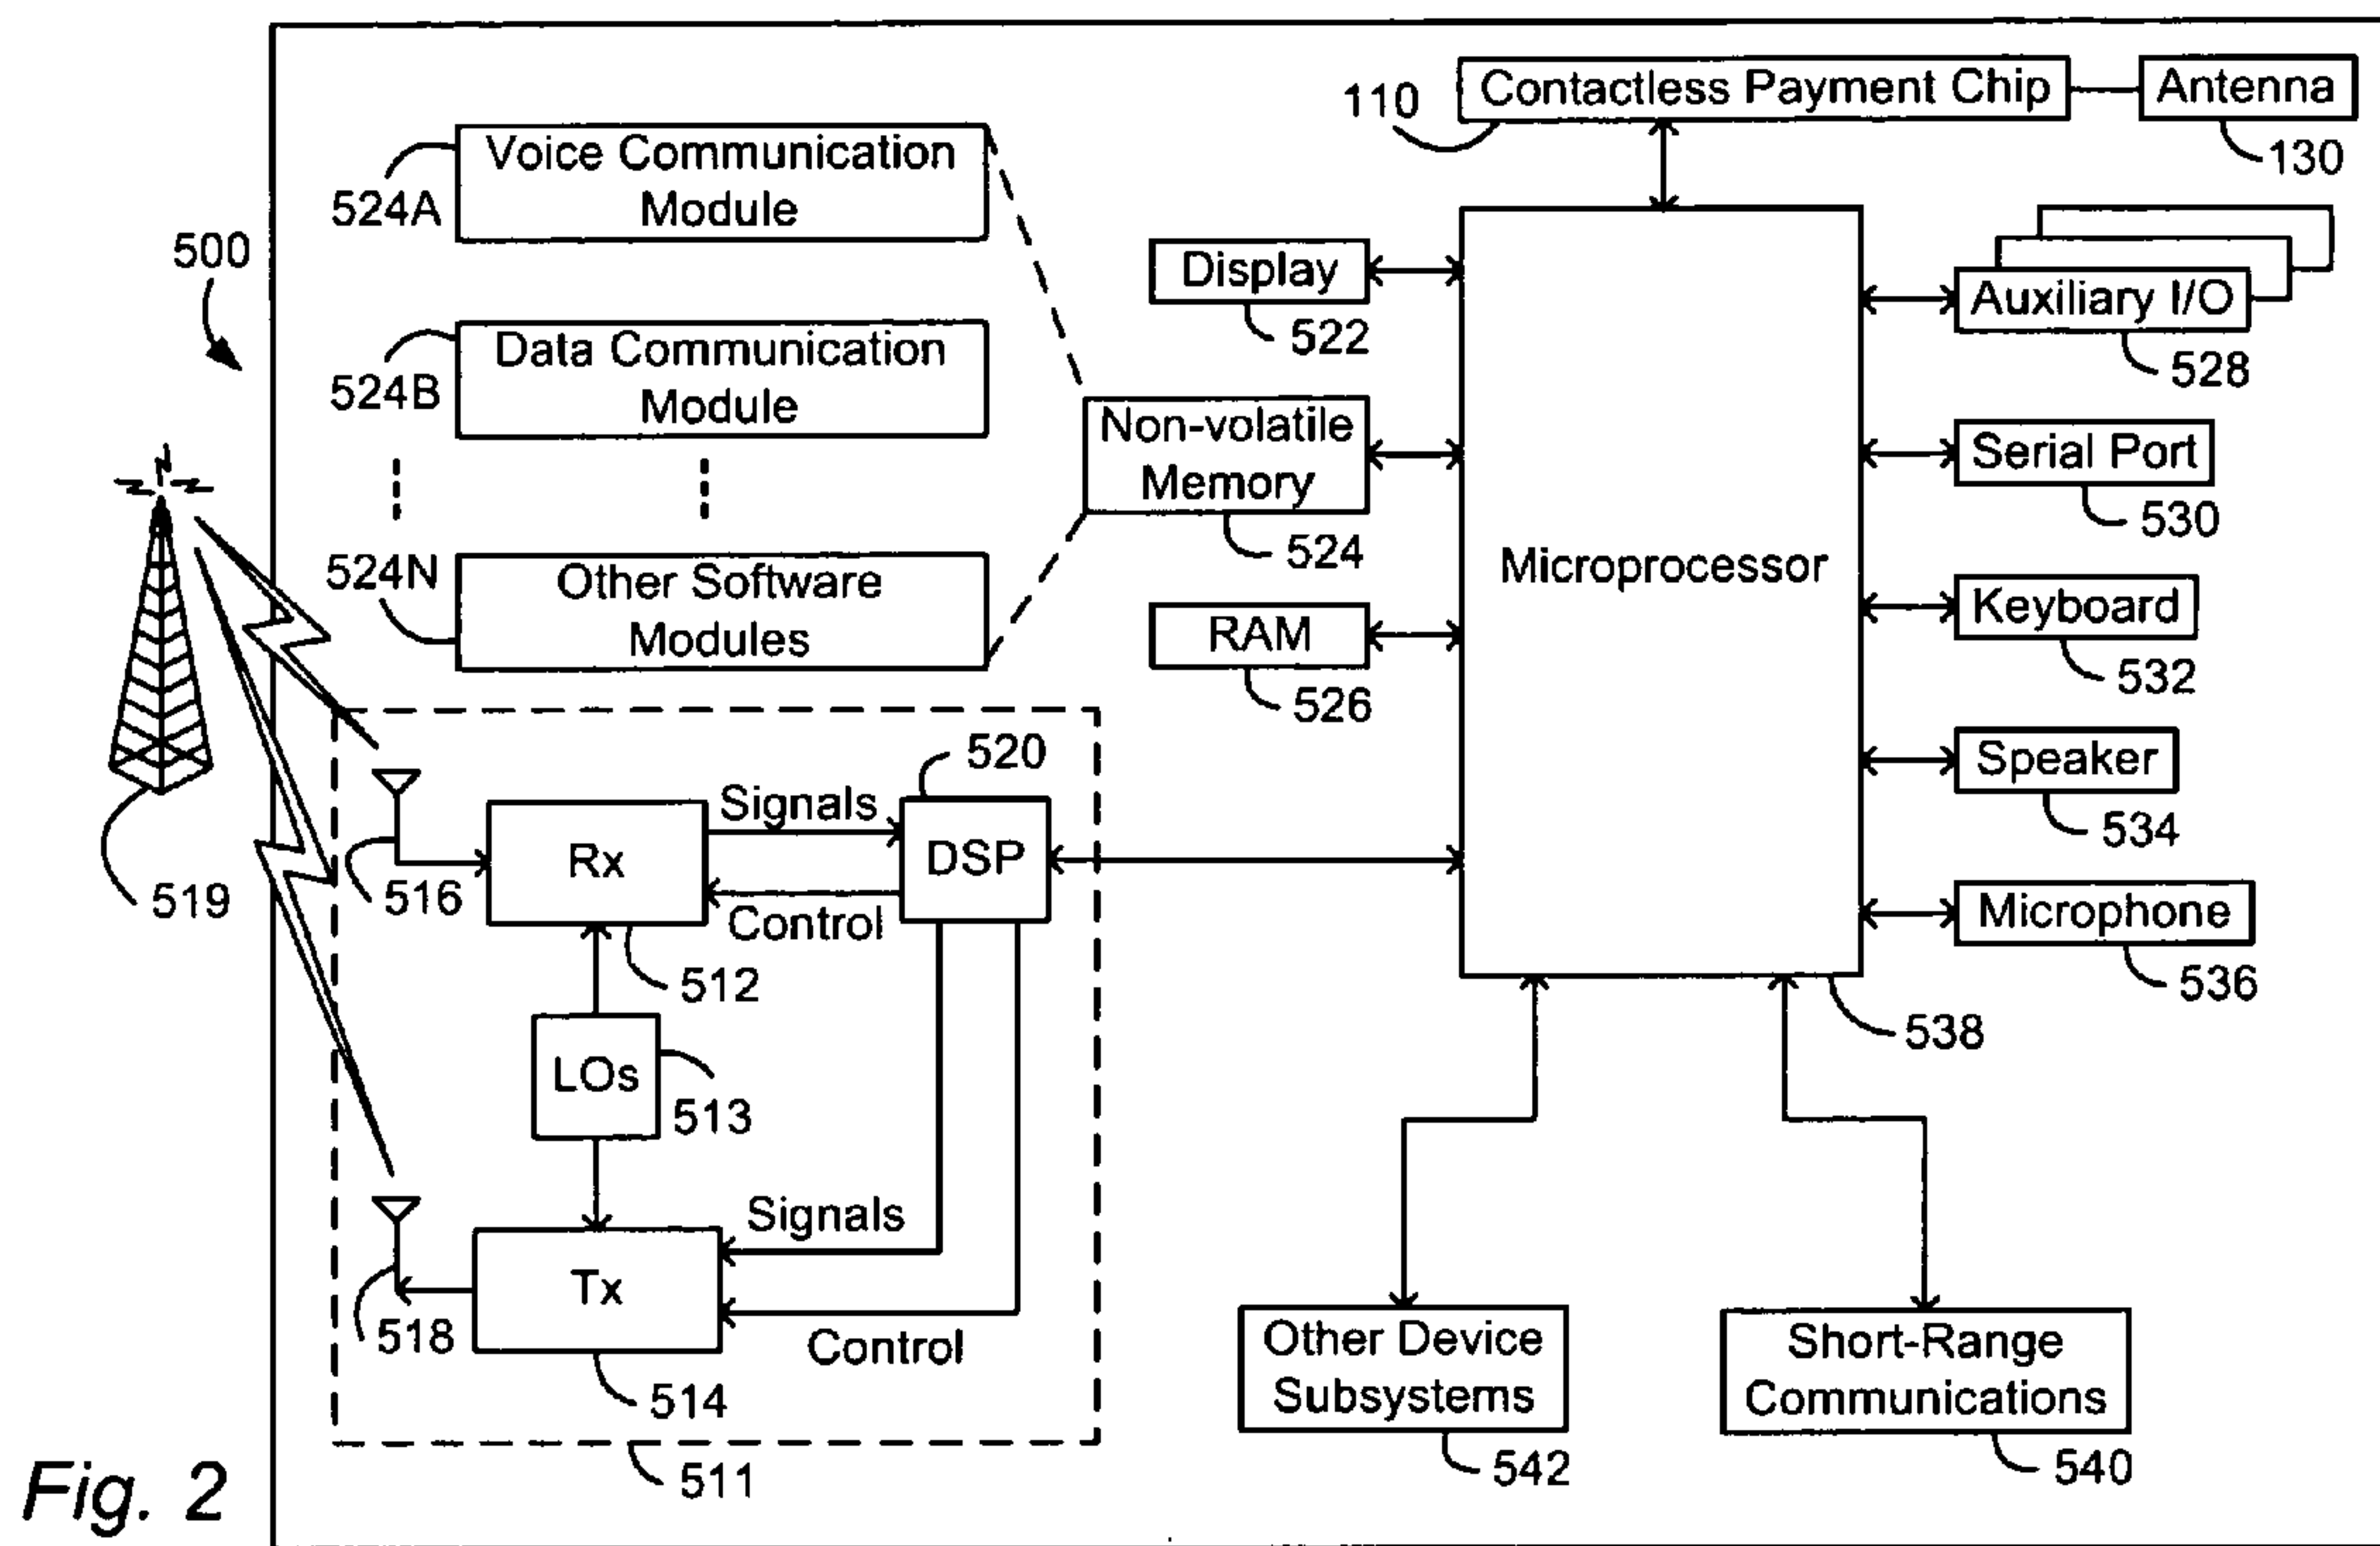 Contactless Payment Chip
Antenna
110
130
Voice Communication
Module
524A
500
Display
522
Auxiliary I/O
528
Data Communication
Module
524B
Non-volatile
Memory
524
Microprocessor
Serial Port
530
524N
Other Software
Modules
RAM
526
Keyboard
532
520
Signals
Rx
DSP
Control
516
519
512
Speaker
534
Microphone
536
538
LOs
513
Signals
Tx
518
Control
514
511
Other Device
Subsystems
542
Short-Range
Communications
540
Fig. 2